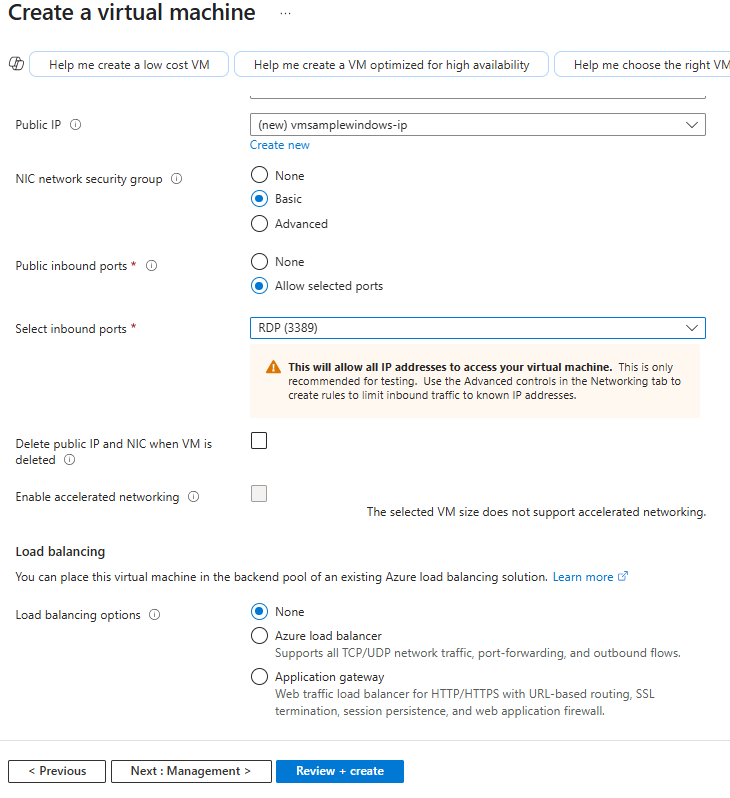 Create a virtual machine ...
Help me create a low cost VM
Help me create a VM optimized for high availability
Help me choose the right VM
Public IP
(new) vmsamplewindows-ip
Create new
NIC network security group
None
Basic
Advanced
Public inbound ports *
None
Allow selected ports
Select inbound ports *
RDP (3389)
This will allow all IP addresses to access your virtual machine. This is only
recommended for testing. Use the Advanced controls in the Networking tab to
create rules to limit inbound traffic to known IP addresses.
Delete public IP and NIC when VM is
deleted
Enable accelerated networking
The selected VM size does not support accelerated networking.
Load balancing
You can place this virtual machine in the backend pool of an existing Azure load balancing solution. Learn more
Load balancing options
None
Azure load balancer
Supports all TCP/UDP network traffic, port-forwarding, and outbound flows.
Application gateway
Web traffic load balancer for HTTP/HTTPS with URL-based routing, SSL
termination, session persistence, and web application firewall.
< Previous
Next : Management >
Review + create